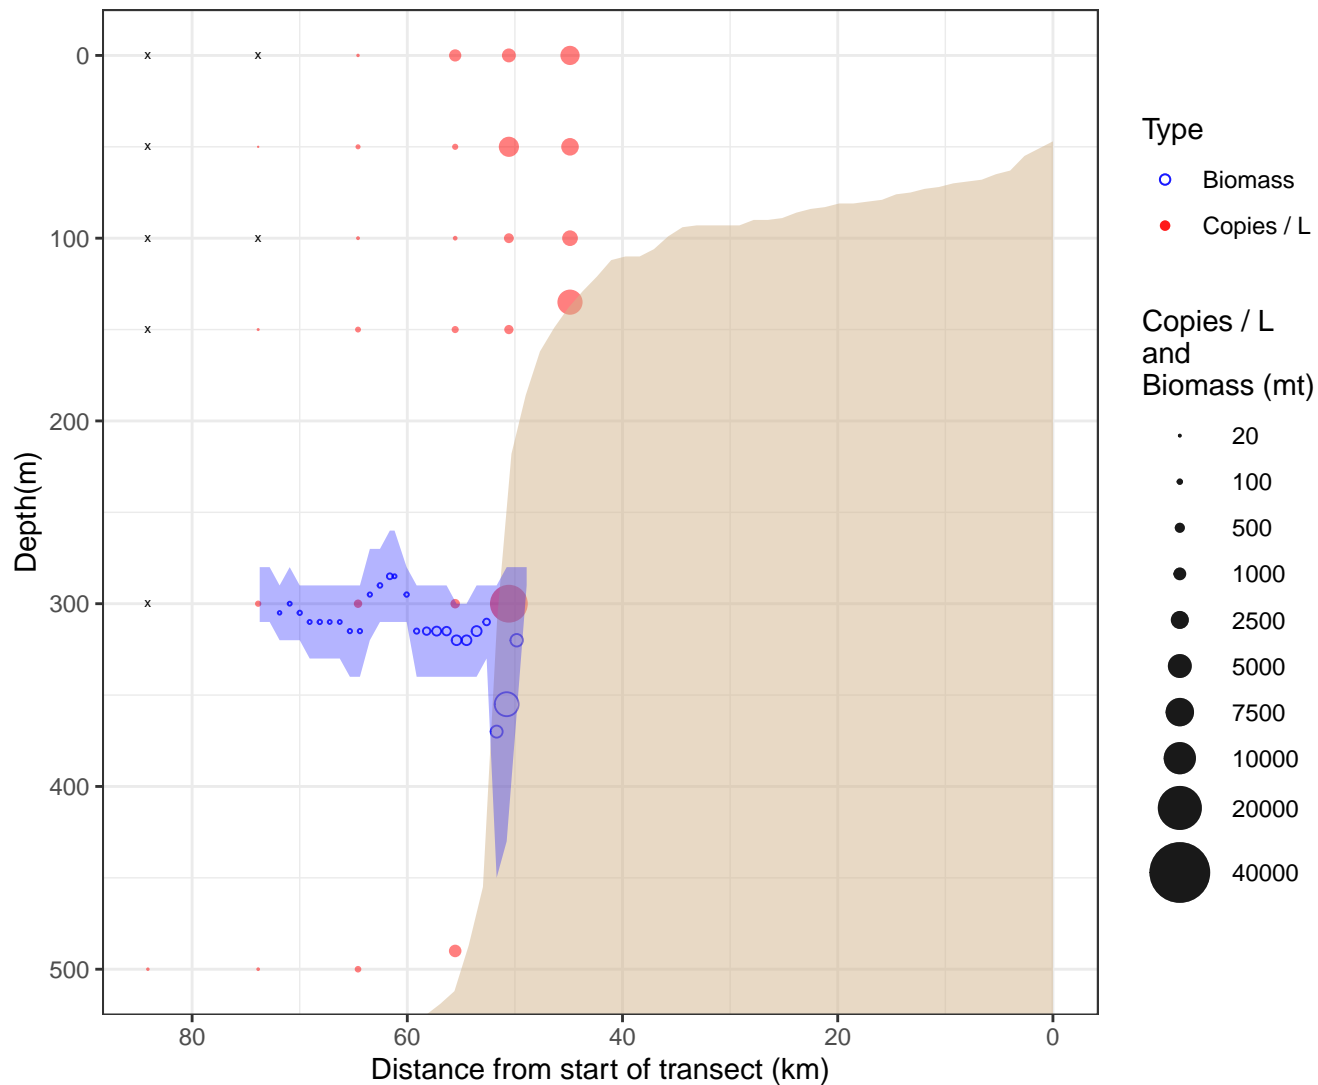 x
x
0
x
50
x
x
100
x
x
200
x
300
400
500
80
60
40
20
0
Distance from start of transect (km)
Depth(m)
Type
Biomass
Copies / L
Copies / L
and
Biomass (mt)
20
100
500
1000
2500
5000
7500
10000
20000
40000